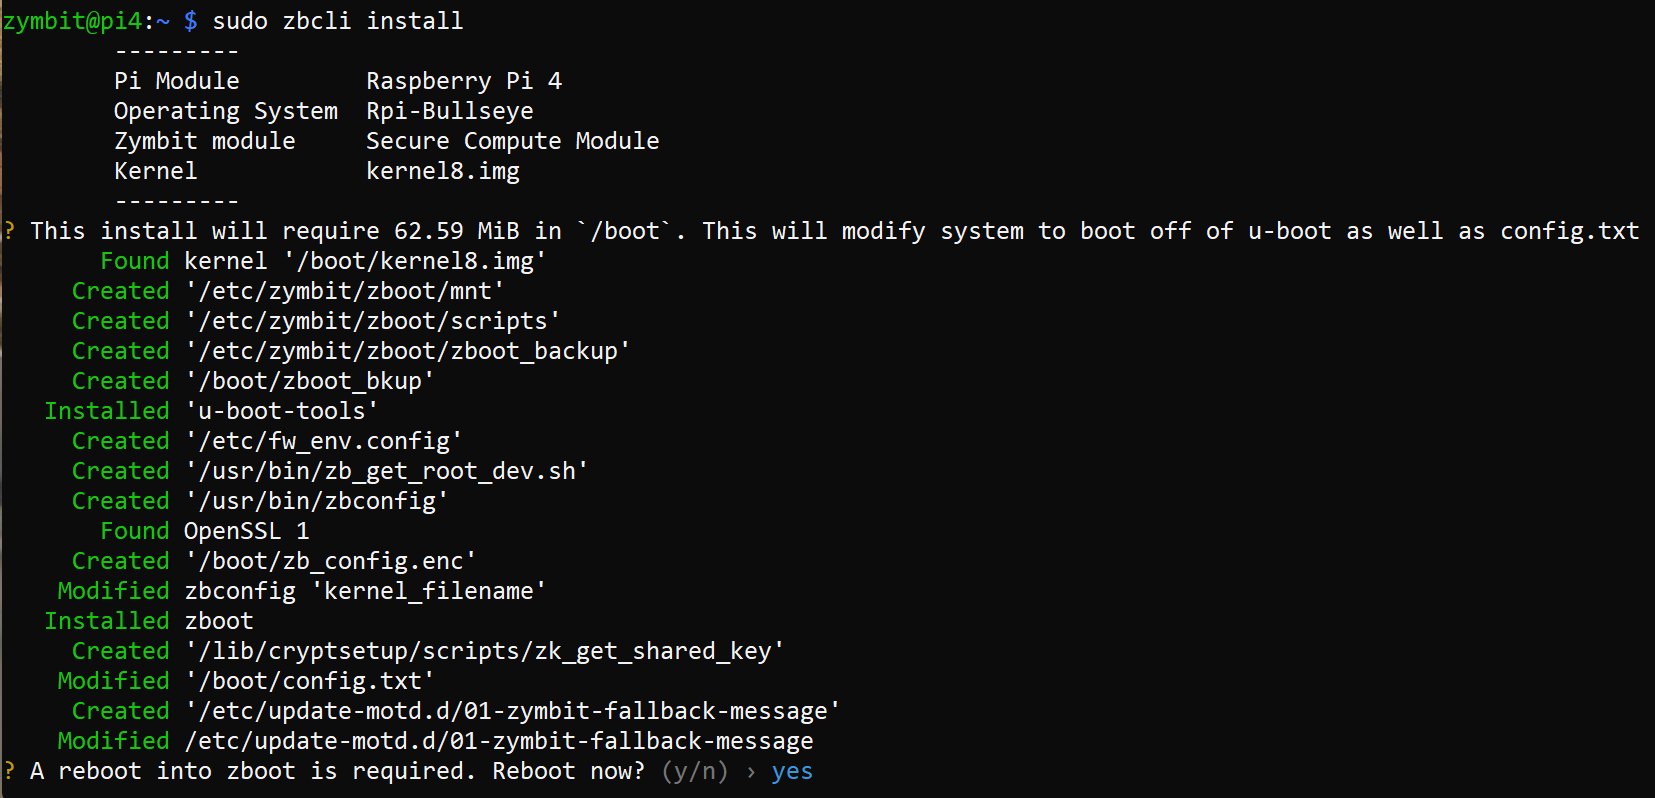 zymbit@pi4:~ $ sudo zbcli install
---------
Pi Module         Raspberry Pi 4
Operating System  Rpi-Bullseye
Zymbit module     Secure Compute Module
Kernel            kernel8.img
---------
? This install will require 62.59 MiB in `/boot`. This will modify system to boot off of u-boot as well as config.txt
Found kernel '/boot/kernel8.img'
Created '/etc/zymbit/zboot/mnt'
Created '/etc/zymbit/zboot/scripts'
Created '/etc/zymbit/zboot/zboot_backup'
Created '/boot/zboot_bkup'
Installed 'u-boot-tools'
Created '/etc/fw_env.config'
Created '/usr/bin/zb_get_root_dev.sh'
Created '/usr/bin/zbconfig'
Found OpenSSL 1
Created '/boot/zb_config.enc'
Modified zbconfig 'kernel_filename'
Installed zboot
Created '/lib/cryptsetup/scripts/zk_get_shared_key'
Modified '/boot/config.txt'
Created '/etc/update-motd.d/01-zymbit-fallback-message'
Modified /etc/update-motd.d/01-zymbit-fallback-message
? A reboot into zboot is required. Reboot now? (y/n) › yes